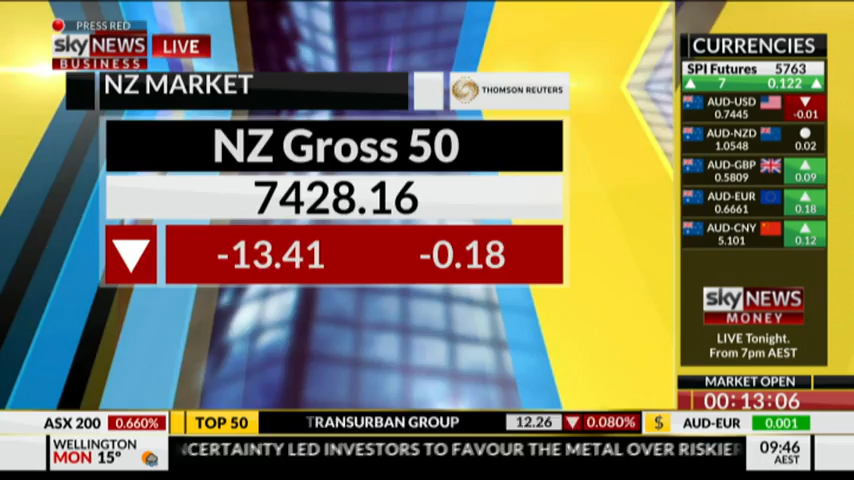 PRESS RED
sky NEWS LIVE
BUSINESS
NZ MARKET
THOMSON REUTERS
NZ Gross 50
7428.16
-13.41 -0.18
CURRENCIES
SPI Futures 5763
7 0.122
AUD-USD
0.7445 -0.01
AUD-NZD
1.0548 0.02
AUD-GBP
0.5809 0.09
AUD-EUR
0.6661 0.18
AUD-CNY
5.101 0.12
sky NEWS
MONEY
LIVE Tonight.
From 7pm AEST
MARKET OPEN
00:13:06
ASX 200 0.660% TOP 50 TRANSURBAN GROUP 12.26 0.080% $ AUD-EUR 0.001
WELLINGTON
MON 15°
CERTAINTY LED INVESTORS TO FAVOUR THE METAL OVER RISKIER
09:46
AEST